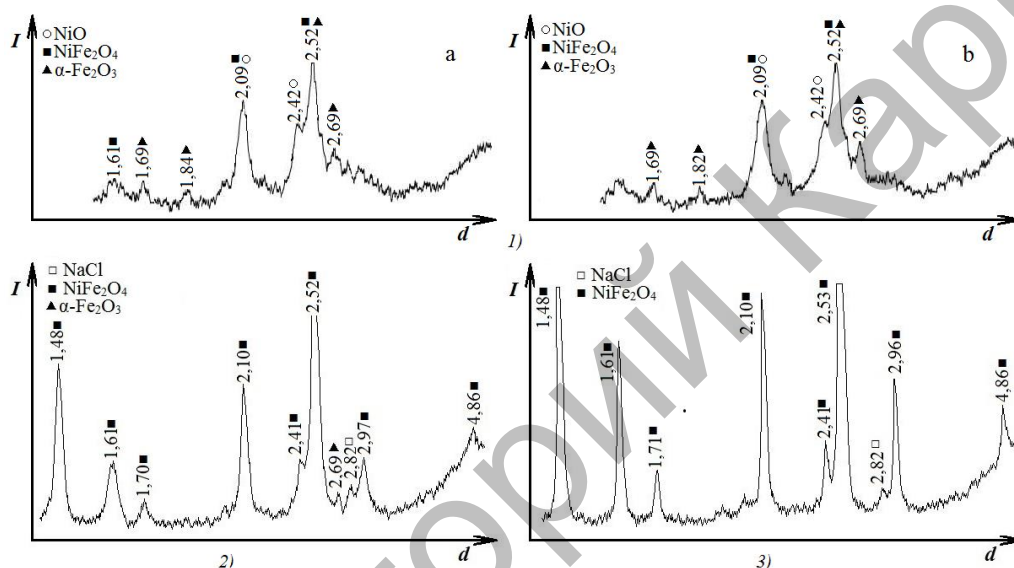 I
○ NiO
■ NiFe₂O₄
▲ α-Fe₂O₃
a
1,61■
1,69▲
1,84▲
2,09■○
2,42○
2,52■▲
2,69▲
d
I
○ NiO
■ NiFe₂O₄
▲ α-Fe₂O₃
b
1,69▲
1,82▲
2,09■○
2,42○
2,52■▲
2,69▲
d
1)
I
□ NaCl
■ NiFe₂O₄
▲ α-Fe₂O₃
1,48■
1,61■
1,70■
2,10■
2,41■
2,52■
2,69▲
2,82□
2,97■
4,86■
d
2)
I
□ NaCl
■ NiFe₂O₄
1,48■
1,61■
1,71■
2,10■
2,41■
2,53■
2,82□
2,96■
4,86■
d
3)
орий Кар